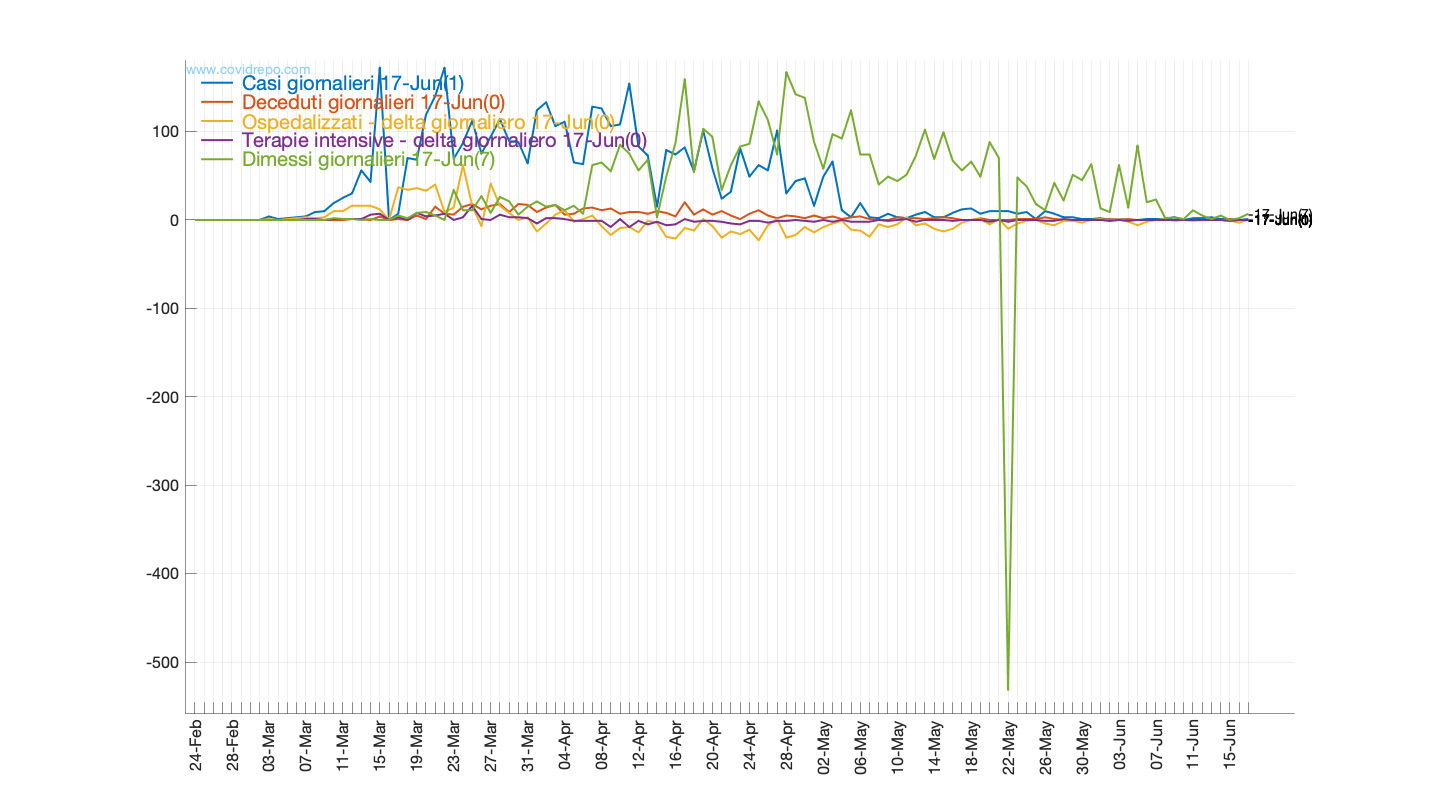 www.covidrepo.com
Casi giornalieri 17-Jun(1)
Deceduti giornalieri 17-Jun(0)
Ospedalizzati - delta giornaliero 17-Jun(0)
Terapie intensive - delta giornaliero 17-Jun(0)
Dimessi giornalieri 17-Jun(7)
100
0
-100
-200
-300
-400
-500
24-Feb
28-Feb
03-Mar
07-Mar
11-Mar
15-Mar
19-Mar
23-Mar
27-Mar
31-Mar
04-Apr
08-Apr
12-Apr
16-Apr
20-Apr
24-Apr
28-Apr
02-May
06-May
10-May
14-May
18-May
22-May
26-May
30-May
03-Jun
07-Jun
11-Jun
15-Jun